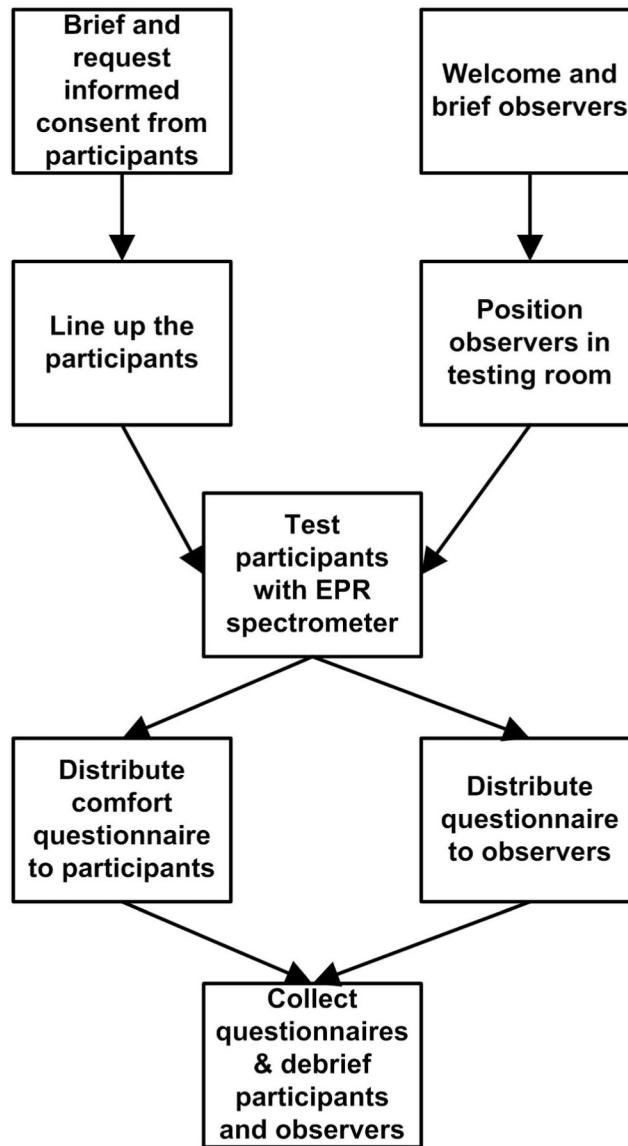 Brief and
request
informed
consent from
participants
Welcome and
brief observers
Line up the
participants
Position
observers in
testing room
Test
participants
with EPR
spectrometer
Distribute
comfort
questionnaire
to participants
Distribute
questionnaire
to observers
Collect
questionnaires
& debrief
participants
and observers